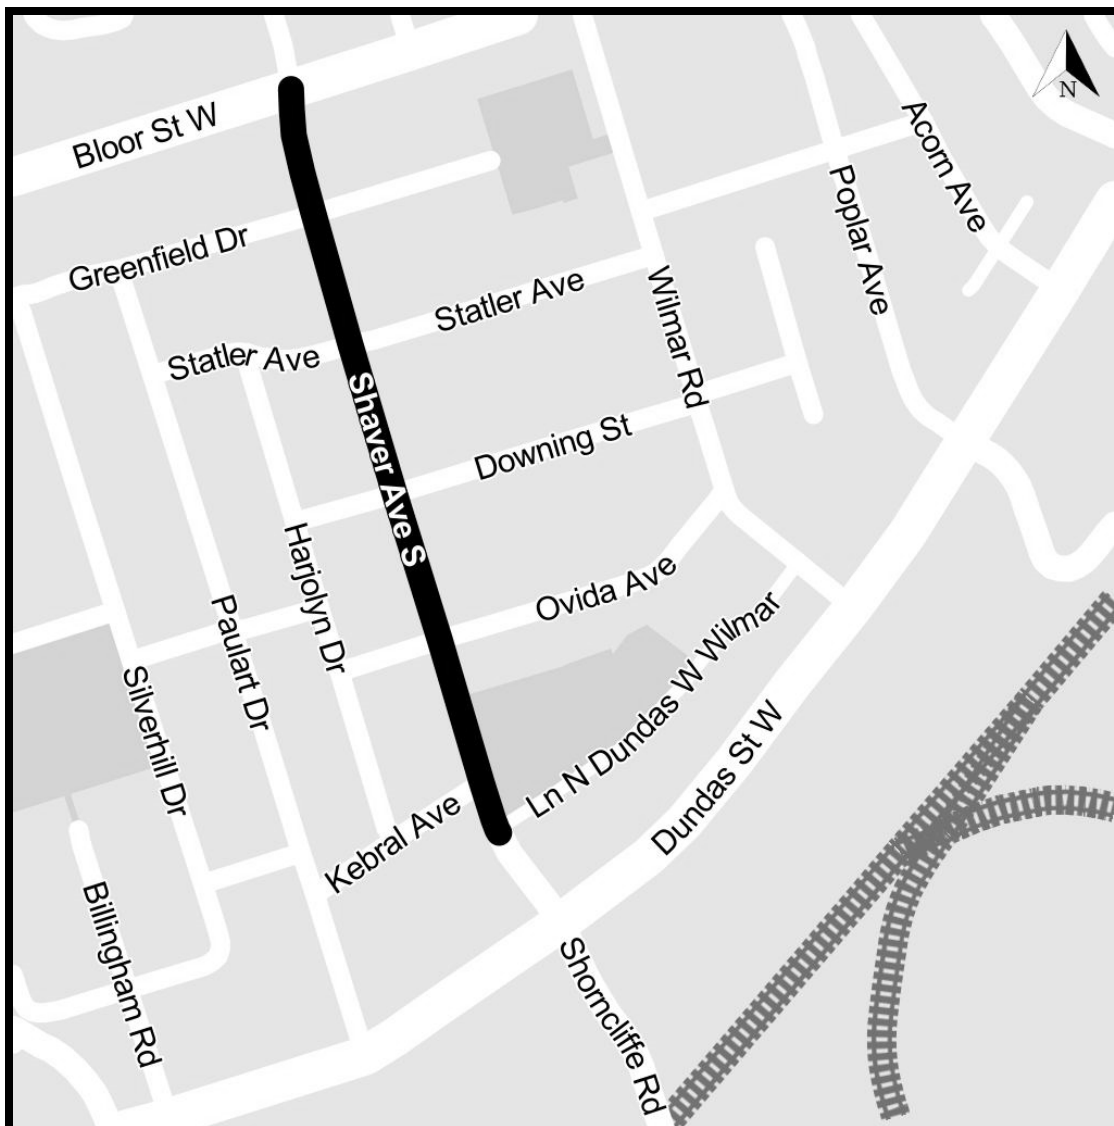 N
Bloor St W
Acorn Ave
Poplar Ave
Greenfield Dr
Statler Ave
Wilmar Rd
Statler Ave
Shaver Ave S
Downing St
Harjolyn Dr
Ovida Ave
Paulart Dr
Ln N Dundas W Wilmar
Silverhill Dr
Dundas St W
Kebral Ave
Billingham Rd
Shorncliffe Rd